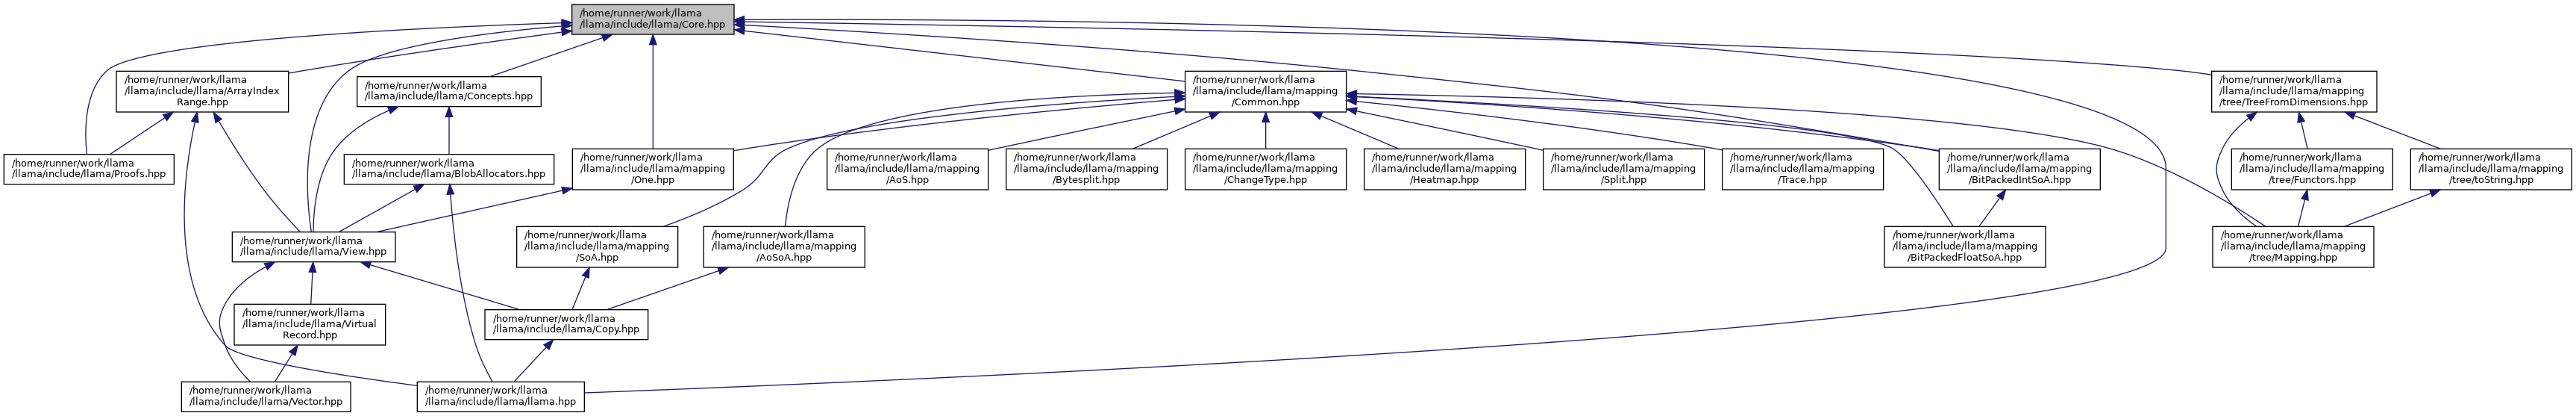 /home/runner/work/llama
/llama/include/llama/Core.hpp
/home/runner/work/llama
/llama/include/llama/ArrayIndex
Range.hpp
/home/runner/work/llama
/llama/include/llama/Concepts.hpp
/home/runner/work/llama
/llama/include/llama/mapping
/Common.hpp
/home/runner/work/llama
/llama/include/llama/mapping
/tree/TreeFromDimensions.hpp
/home/runner/work/llama
/llama/include/llama/Proofs.hpp
/home/runner/work/llama
/llama/include/llama/BlobAllocators.hpp
/home/runner/work/llama
/llama/include/llama/mapping
/One.hpp
/home/runner/work/llama
/llama/include/llama/mapping
/AoS.hpp
/home/runner/work/llama
/llama/include/llama/mapping
/Bytesplit.hpp
/home/runner/work/llama
/llama/include/llama/mapping
/ChangeType.hpp
/home/runner/work/llama
/llama/include/llama/mapping
/Heatmap.hpp
/home/runner/work/llama
/llama/include/llama/mapping
/Split.hpp
/home/runner/work/llama
/llama/include/llama/mapping
/Trace.hpp
/home/runner/work/llama
/llama/include/llama/mapping
/BitPackedIntSoA.hpp
/home/runner/work/llama
/llama/include/llama/mapping
/tree/Functors.hpp
/home/runner/work/llama
/llama/include/llama/mapping
/tree/toString.hpp
/home/runner/work/llama
/llama/include/llama/View.hpp
/home/runner/work/llama
/llama/include/llama/mapping
/SoA.hpp
/home/runner/work/llama
/llama/include/llama/mapping
/AoSoA.hpp
/home/runner/work/llama
/llama/include/llama/mapping
/BitPackedFloatSoA.hpp
/home/runner/work/llama
/llama/include/llama/mapping
/tree/Mapping.hpp
/home/runner/work/llama
/llama/include/llama/Virtual
Record.hpp
/home/runner/work/llama
/llama/include/llama/Copy.hpp
/home/runner/work/llama
/llama/include/llama/Vector.hpp
/home/runner/work/llama
/llama/include/llama/llama.hpp